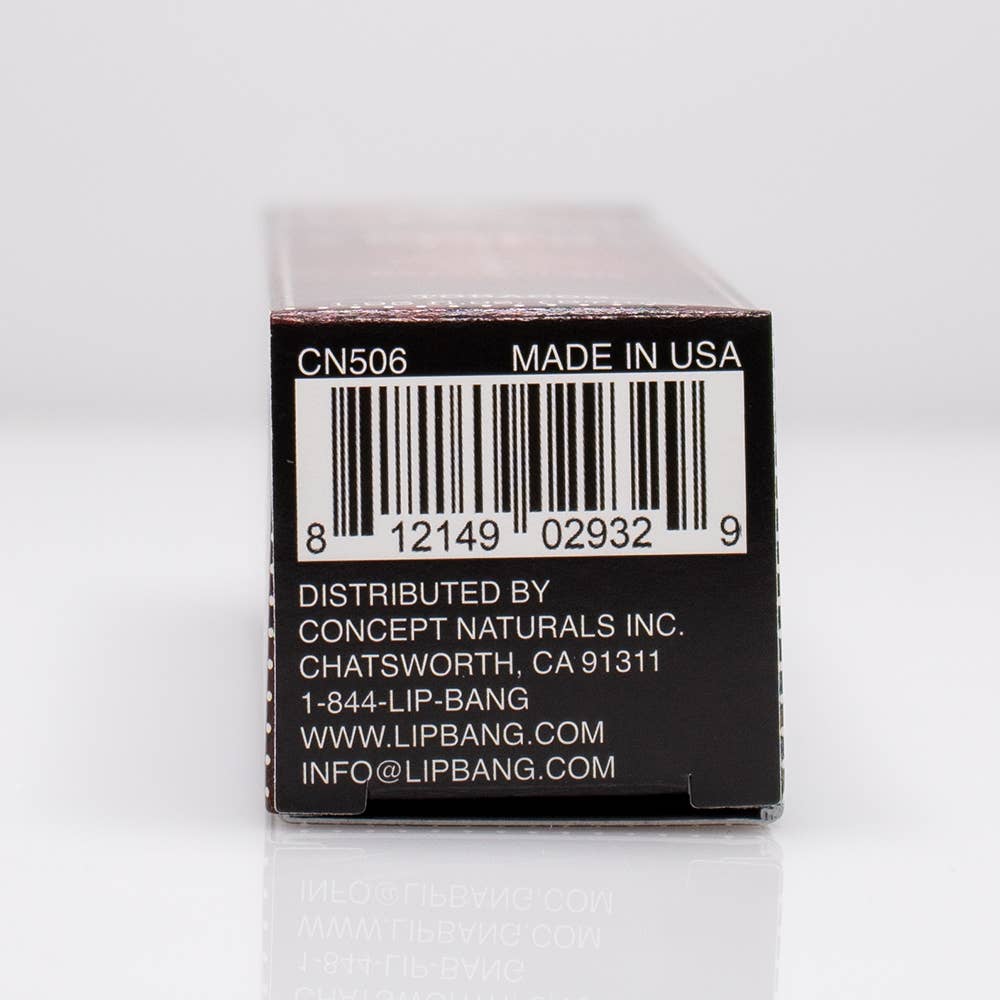 CN506 MADE IN USA
8 12149 02932 9
DISTRIBUTED BY
CONCEPT NATURALS INC.
CHATSWORTH, CA 91311
1-844-LIP-BANG
WWW.LIPBANG.COM
INFO@LIPBANG.COM